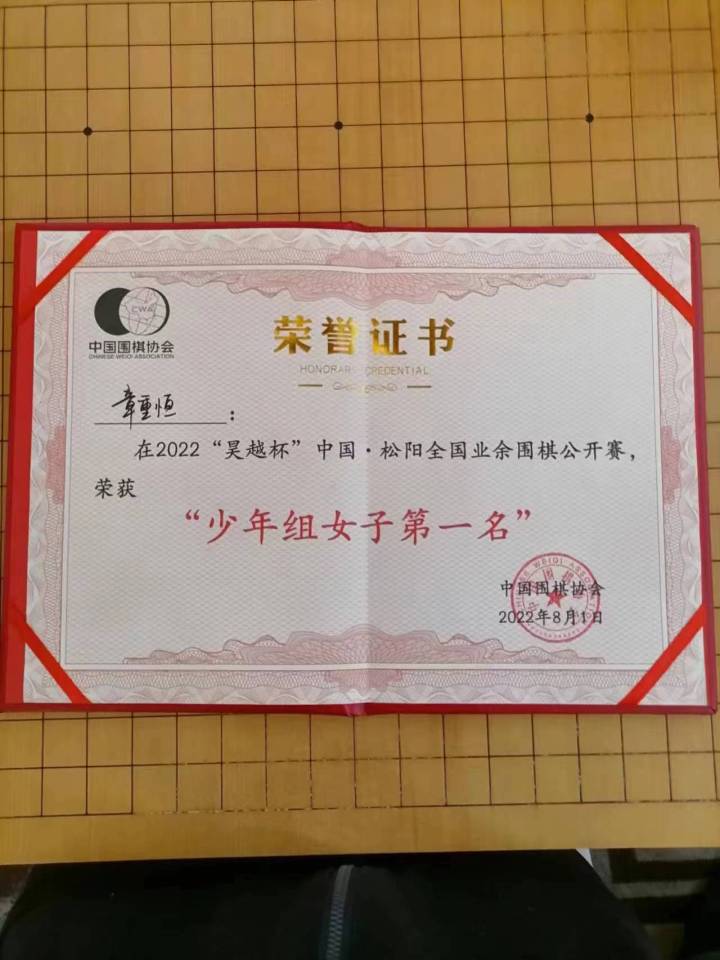 CWA
中国围棋协会
CHINESE WEIQI ASSOCIATION
荣誉证书
HONORARY CREDENTIAL
章重恒：
在2022“昊越杯”中国·松阳全国业余围棋公开赛，
荣获
“少年组女子第一名”
中国围棋协会
2022年8月1日